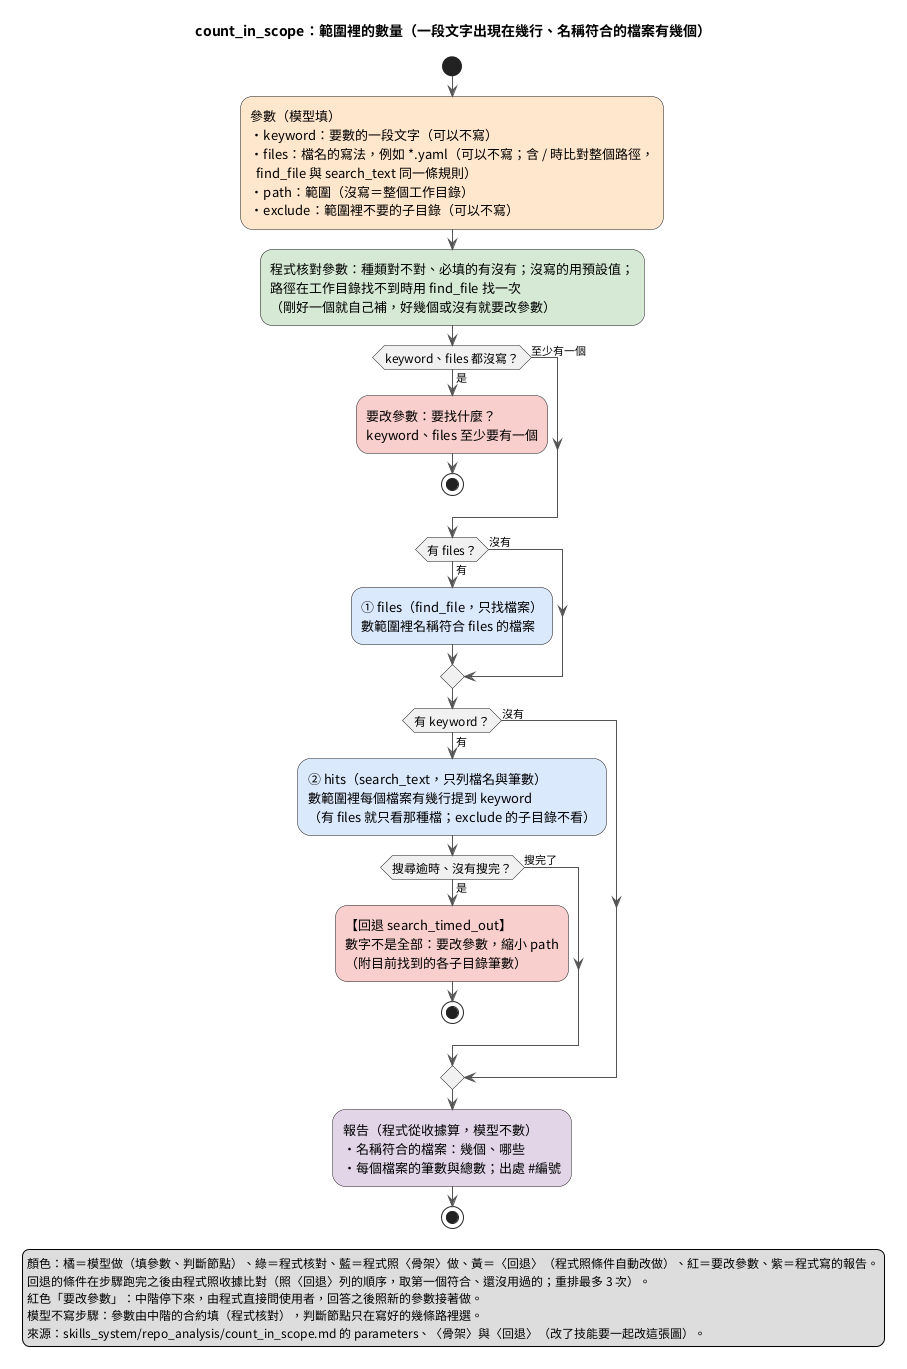 count_in_scope：範圍裡的數量（一段文字出現在幾行、名稱符合的檔案有幾個）
參數（模型填）
・keyword：要數的一段文字（可以不寫）
・files：檔名的寫法，例如 *.yaml（可以不寫；含 / 時比對整個路徑，
find_file 與 search_text 同一條規則）
・path：範圍（沒寫＝整個工作目錄）
・exclude：範圍裡不要的子目錄（可以不寫）
程式核對參數：種類對不對、必填的有沒有；沒寫的用預設值；
路徑在工作目錄找不到時用 find_file 找一次
（剛好一個就自己補，好幾個或沒有就要改參數）
keyword、files 都沒寫？
至少有一個
是
要改參數：要找什麼？
keyword、files 至少要有一個
有 files？
沒有
有
① files（find_file，只找檔案）
數範圍裡名稱符合 files 的檔案
有 keyword？
沒有
有
② hits（search_text，只列檔名與筆數）
數範圍裡每個檔案有幾行提到 keyword
（有 files 就只看那種檔；exclude 的子目錄不看）
搜尋逾時、沒有搜完？
搜完了
是
【回退 search_timed_out】
數字不是全部：要改參數，縮小 path
（附目前找到的各子目錄筆數）
報告（程式從收據算，模型不數）
・名稱符合的檔案：幾個、哪些
・每個檔案的筆數與總數；出處 #編號
顏色：橘＝模型做（填參數、判斷節點）、綠＝程式核對、藍＝程式照〈骨架〉做、黃＝〈回退〉（程式照條件自動改做）、紅＝要改參數、紫＝程式寫的報告。
回退的條件在步驟跑完之後由程式照收據比對（照〈回退〉列的順序，取第一個符合、還沒用過的；重排最多 3 次）。
紅色「要改參數」：中階停下來，由程式直接問使用者，回答之後照新的參數接著做。
模型不寫步驟：參數由中階的合約填（程式核對），判斷節點只在寫好的幾條路裡選。
來源：skills_system/repo_analysis/count_in_scope.md 的 parameters、〈骨架〉與〈回退〉（改了技能要一起改這張圖）。